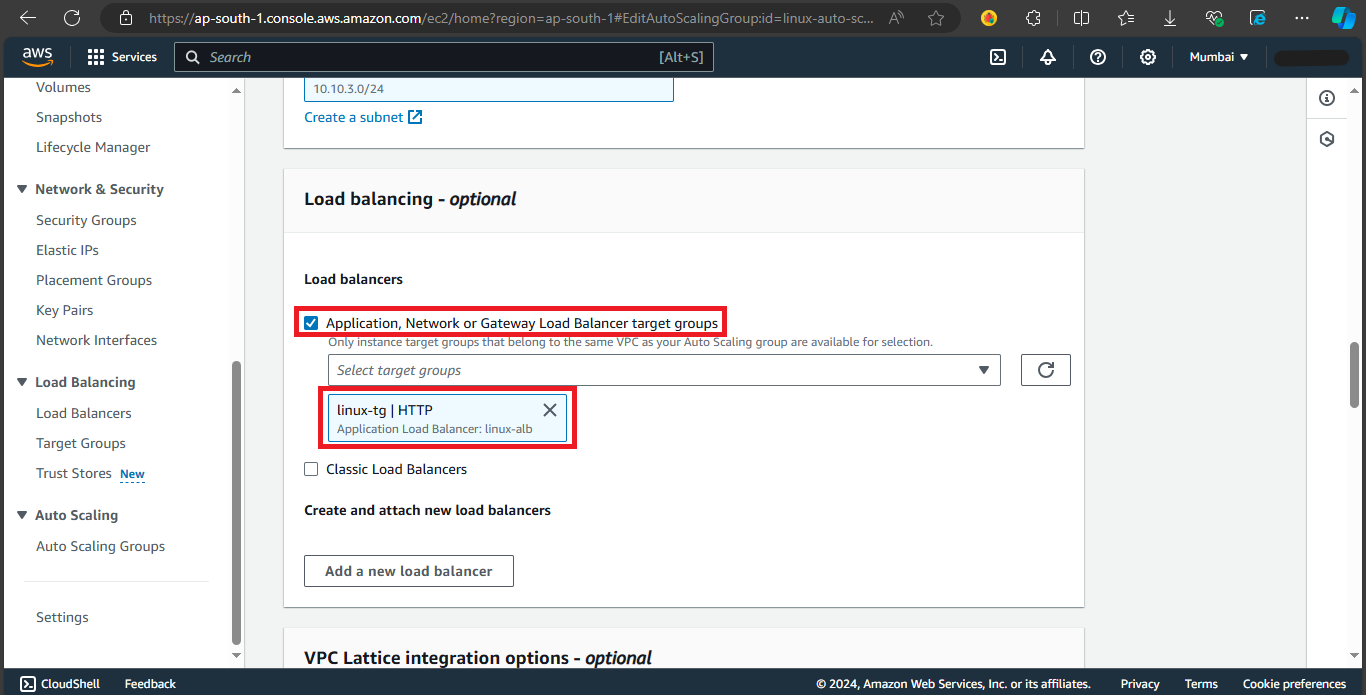 https://ap-south-1.console.aws.amazon.com/ec2/home?region=ap-south-1#EditAutoScalingGroup:id=linux-auto-sc...
aws
Services
Search
[Alt+S]
Mumbai
Volumes
Snapshots
Lifecycle Manager
Network & Security
Security Groups
Elastic IPs
Placement Groups
Key Pairs
Network Interfaces
Load Balancing
Load Balancers
Target Groups
Trust Stores New
Auto Scaling
Auto Scaling Groups
Settings
10.10.3.0/24
Create a subnet
Load balancing - optional
Load balancers
Application, Network or Gateway Load Balancer target groups
Only instance target groups that belong to the same VPC as your Auto Scaling group are available for selection.
Select target groups
linux-tg | HTTP
Application Load Balancer: linux-alb
Classic Load Balancers
Create and attach new load balancers
Add a new load balancer
VPC Lattice integration options - optional
CloudShell
Feedback
© 2024, Amazon Web Services, Inc. or its affiliates.
Privacy
Terms
Cookie preferences